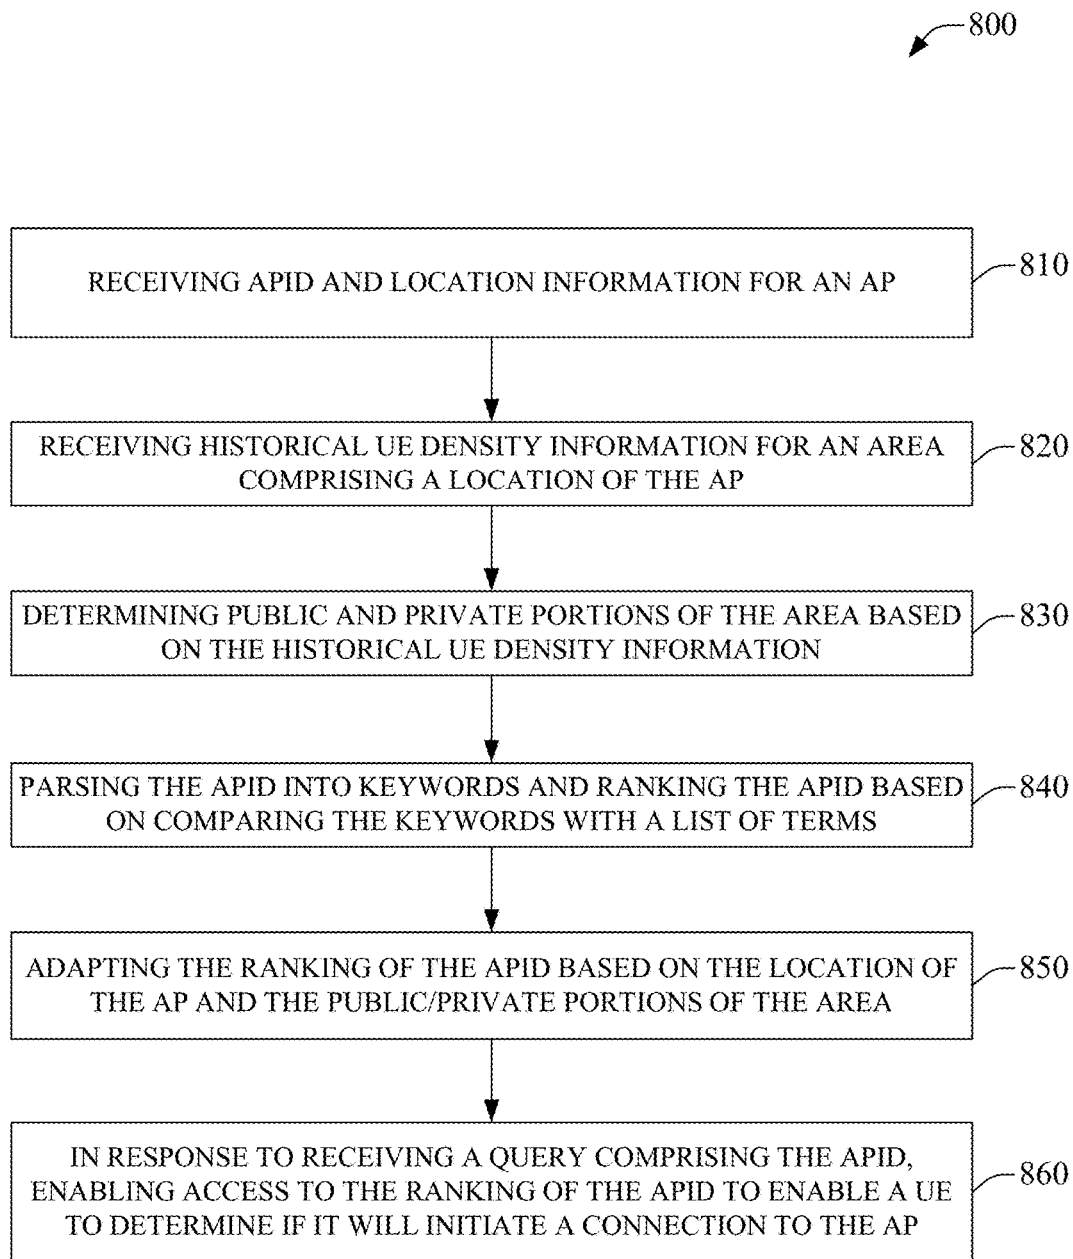 800
RECEIVING APID AND LOCATION INFORMATION FOR AN AP
810
RECEIVING HISTORICAL UE DENSITY INFORMATION FOR AN AREA
COMPRISING A LOCATION OF THE AP
820
DETERMINING PUBLIC AND PRIVATE PORTIONS OF THE AREA BASED
ON THE HISTORICAL UE DENSITY INFORMATION
830
PARSING THE APID INTO KEYWORDS AND RANKING THE APID BASED
ON COMPARING THE KEYWORDS WITH A LIST OF TERMS
840
ADAPTING THE RANKING OF THE APID BASED ON THE LOCATION OF
THE AP AND THE PUBLIC/PRIVATE PORTIONS OF THE AREA
850
IN RESPONSE TO RECEIVING A QUERY COMPRISING THE APID,
ENABLING ACCESS TO THE RANKING OF THE APID TO ENABLE A UE
TO DETERMINE IF IT WILL INITIATE A CONNECTION TO THE AP
860